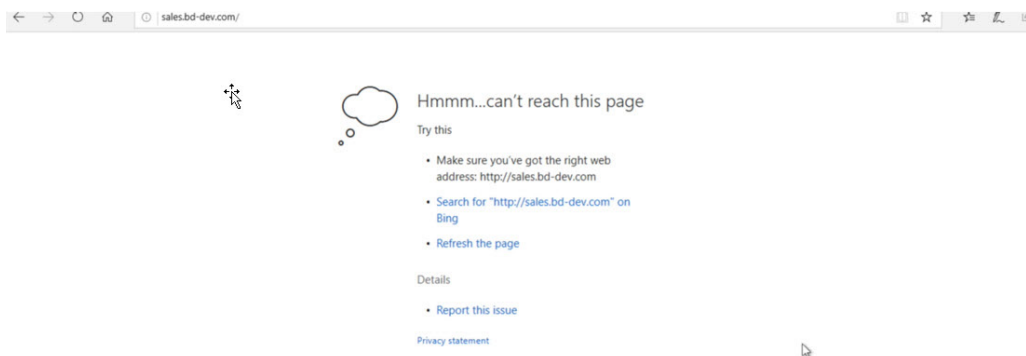 sales.bd-dev.com/
Hmmm...can't reach this page
Try this
• Make sure you've got the right web
address: http://sales.bd-dev.com
• Search for "http://sales.bd-dev.com" on
Bing
• Refresh the page
Details
• Report this issue
Privacy statement